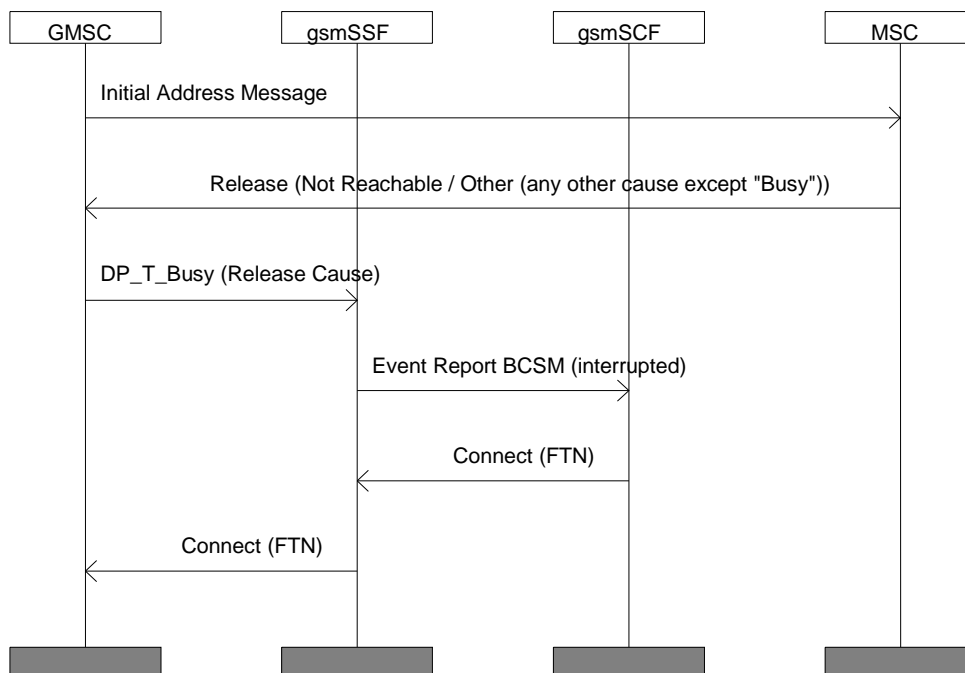 GMSC
gsmSSF
gsmSCF
MSC
Initial Address Message
Release (Not Reachable / Other (any other cause except "Busy"))
DP_T_Busy (Release Cause)
Event Report BCSM (interrupted)
Connect (FTN)
Connect (FTN)